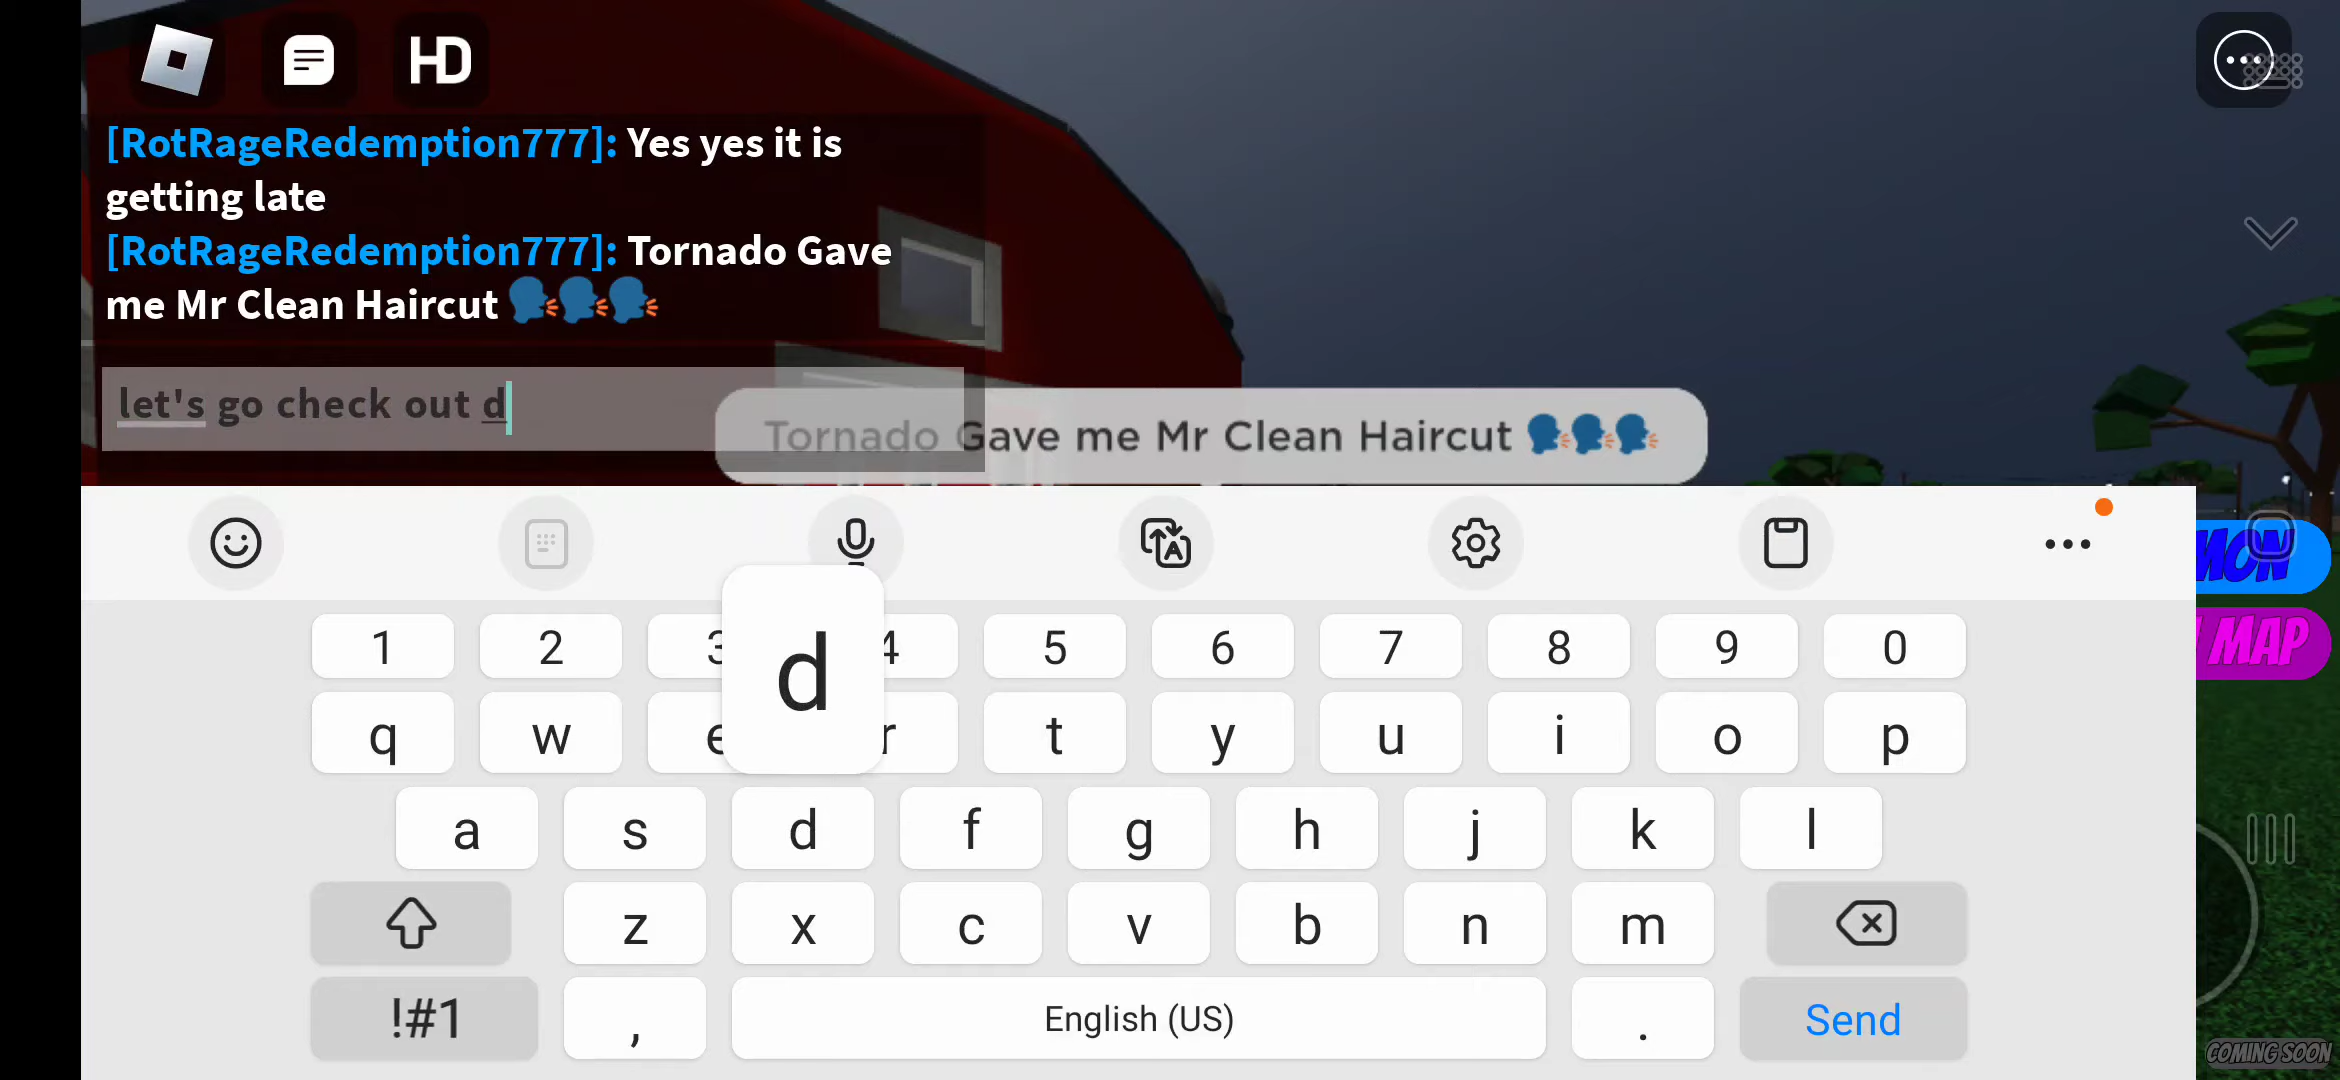 HD
[RotRageRedemption777]: Yes yes it is
getting late
[RotRageRedemption777]: Tornado Gave
me Mr Clean Haircut 🗣🗣🗣
let's go check out d
Tornado Gave me Mr Clean Haircut 🗣🗣🗣
MON
MAP
d
1 2 3 4 5 6 7 8 9 0
q w e r t y u i o p
a s d f g h j k l
z x c v b n m
!#1 , English (US) . Send
COMING SOON